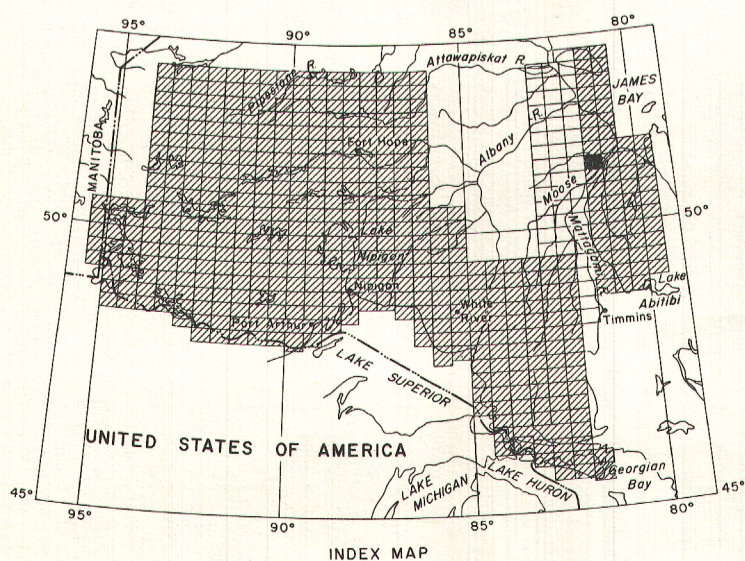 95°
90°
85°
80°
Pipestone R.
Attawapiskat R.
JAMES
BAY
MANITOBA
Fort Hope
Albany R.
Moose
50°
50°
Lake
Nipigon
Mattagami
Nipigon
Lake
Abitibi
White
River
Timmins
Port Arthur
LAKE SUPERIOR
UNITED STATES OF AMERICA
LAKE
MICHIGAN
LAKE HURON
Georgian
Bay
45°
45°
95°
90°
85°
80°
INDEX MAP